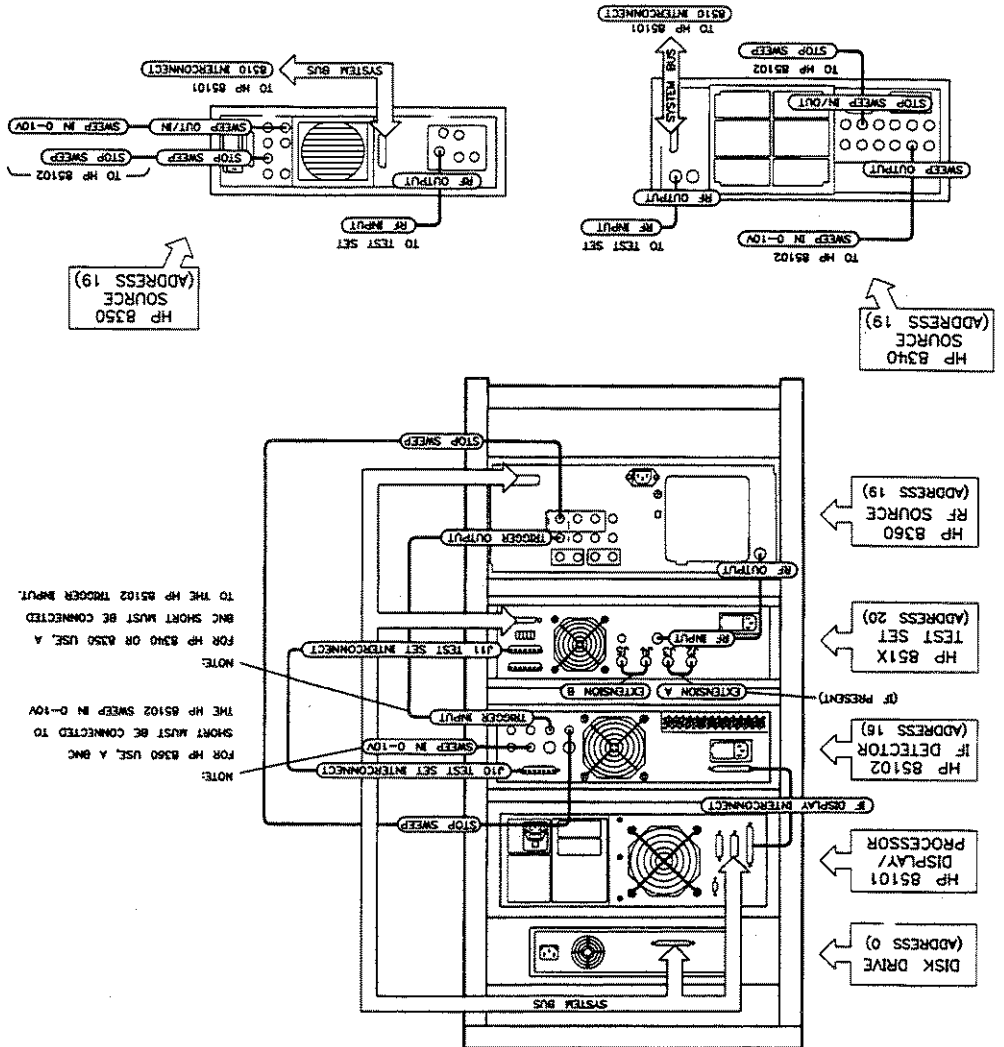 SYSTEM BUS
DISK DRIVE
(ADDRESS 0)
HP 85101
DISPLAY/
PROCESSOR
STOP SWEEP
IF DISPLAY INTERCONNECT
HP 85102
IF DETECTOR
(ADDRESS 16)
J10 TEST SET INTERCONNECT
SWEEP IN 0-10V
TRIGGER INPUT
NOTE:
FOR HP 8360 USE, A BNC
SHORT MUST BE CONNECTED TO
THE HP 85102 SWEEP IN 0-10V
(IF PRESENT)
EXTENSION A
EXTENSION B
HP 851X
TEST SET
(ADDRESS 20)
RF INPUT
J11 TEST SET INTERCONNECT
NOTE:
FOR HP 8340 OR 8350 USE, A
BNC SHORT MUST BE CONNECTED
TO THE HP 85102 TRIGGER INPUT.
RF OUTPUT
TRIGGER OUTPUT
HP 8360
RF SOURCE
(ADDRESS 19)
STOP SWEEP
HP 8340
SOURCE
(ADDRESS 19)
TO HP 85102
SWEEP IN 0-10V
SWEEP OUTPUT
STOP SWEEP IN/OUT
TO HP 85102
STOP SWEEP
TO TEST SET
RF INPUT
RF OUTPUT
SYSTEM BUS
TO HP 85101
8510 INTERCONNECT
HP 8350
SOURCE
(ADDRESS 19)
TO TEST SET
RF INPUT
RF OUTPUT
TO HP 85102
STOP SWEEP
STOP SWEEP
SWEEP OUT/IN
SWEEP IN 0-10V
SYSTEM BUS
TO HP 85101
8510 INTERCONNECT